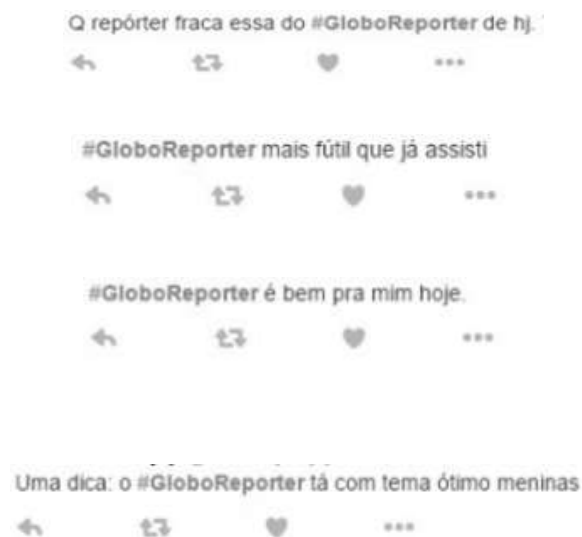 Q repórter fraca essa do #GloboReporter de hj.
#GloboReporter mais fútil que já assisti
#GloboReporter é bem pra mim hoje.
Uma dica: o #GloboReporter tá com tema ótimo meninas